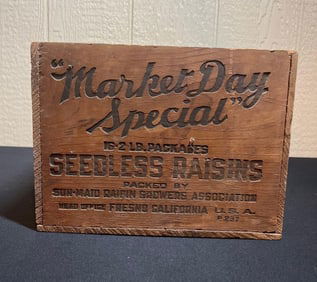 "Market Day
Special"
16-2 LB. PACKAGES
SEEDLESS RAISINS
PACKED BY
SUN-MAID RAISIN GROWERS ASSOCIATION
HEAD OFFICE FRESNO CALIFORNIA U.S.A.
P.237